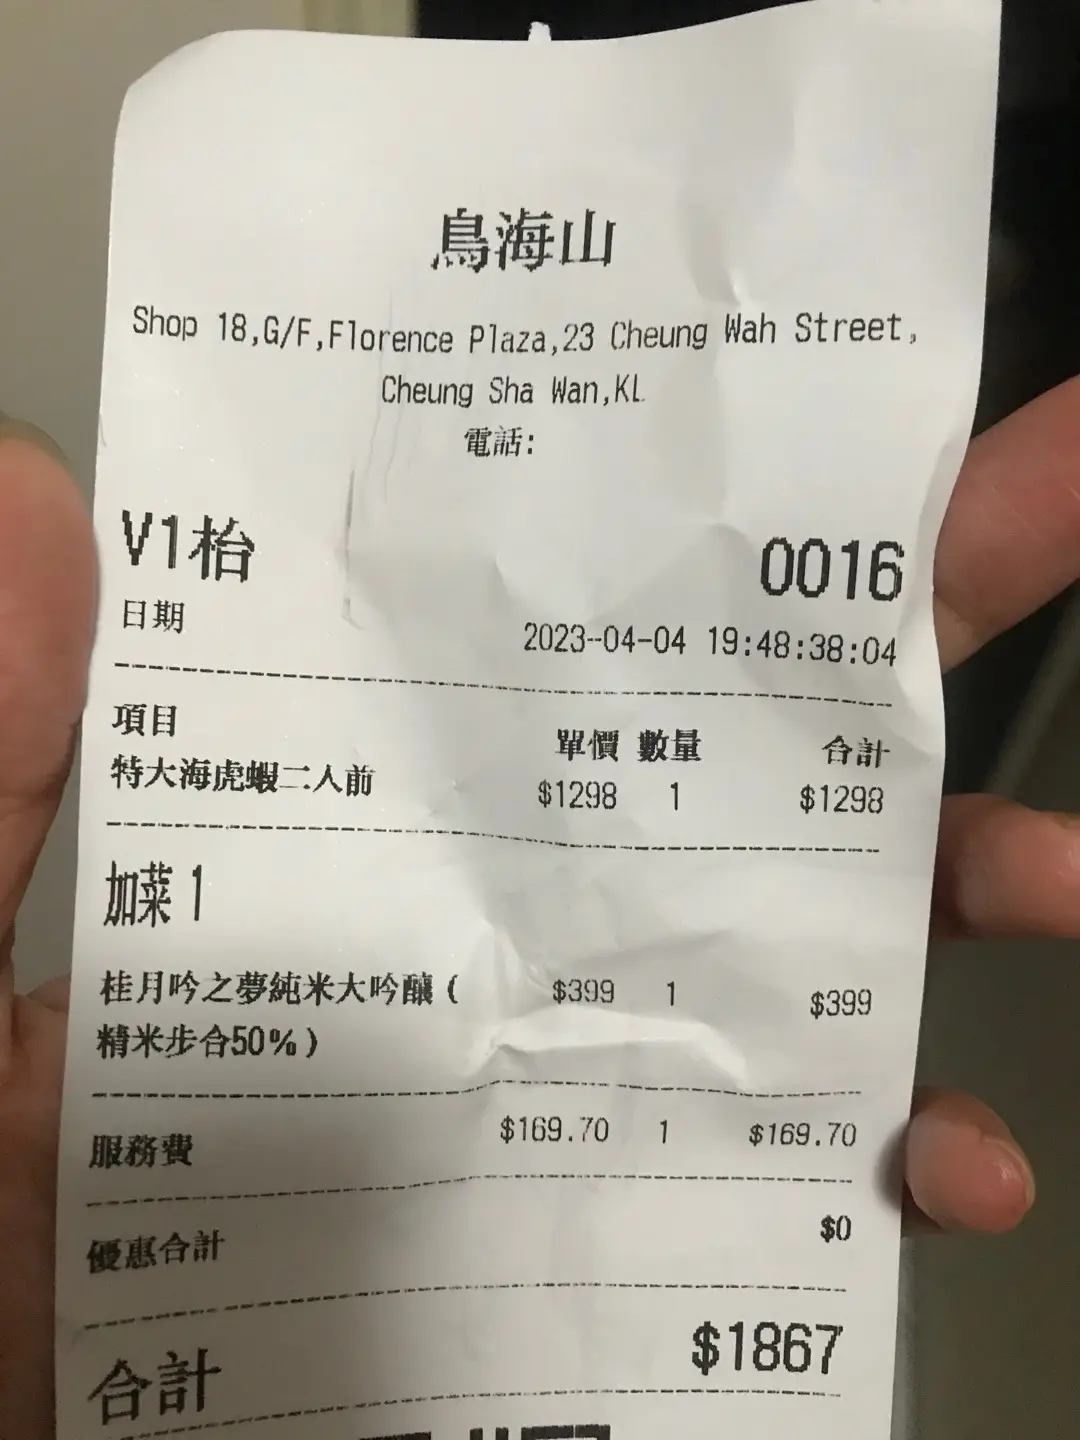 鳥海山
Shop 18,G/F,Florence Plaza,23 Cheung Wah Street,
Cheung Sha Wan,KL
電話:
V1枱 0016
日期 2023-04-04 19:48:38:04
項目 單價 數量 合計
特大海虎蝦二人前 $1298 1 $1298
加菜 1
桂月吟之夢純米大吟釀( $399 1 $399
精米步合50%)
服務費 $169.70 1 $169.70
優惠合計 $0
合計 $1867